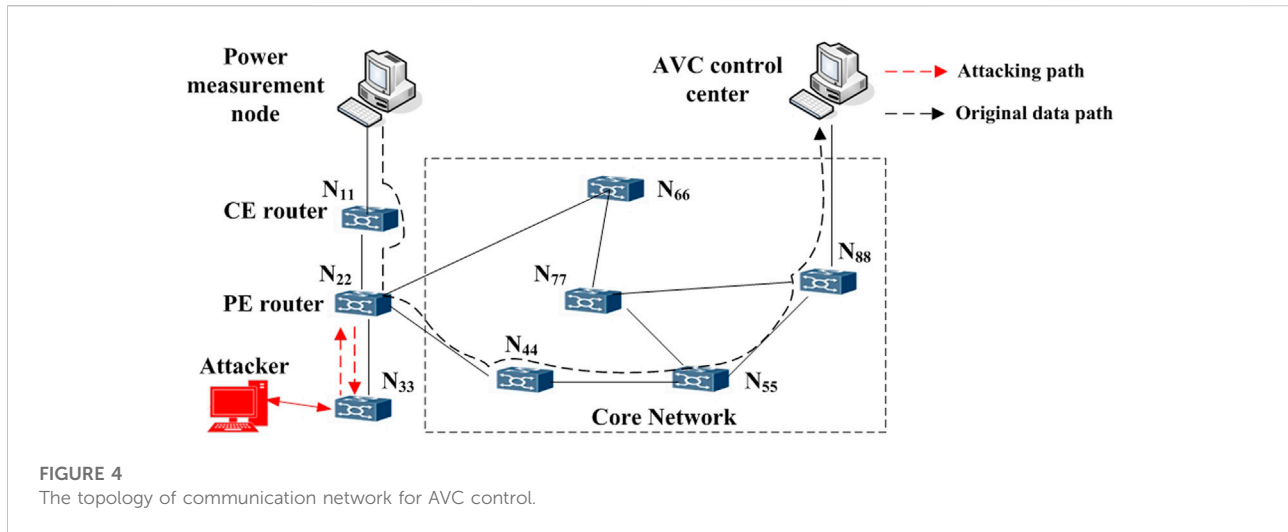 Power
measurement
node
AVC control
center
Attacking path
Original data path
N11
CE router
N66
N22
PE router
N77
N88
Attacker
N33
N44
N55
Core Network
FIGURE 4
The topology of communication network for AVC control.